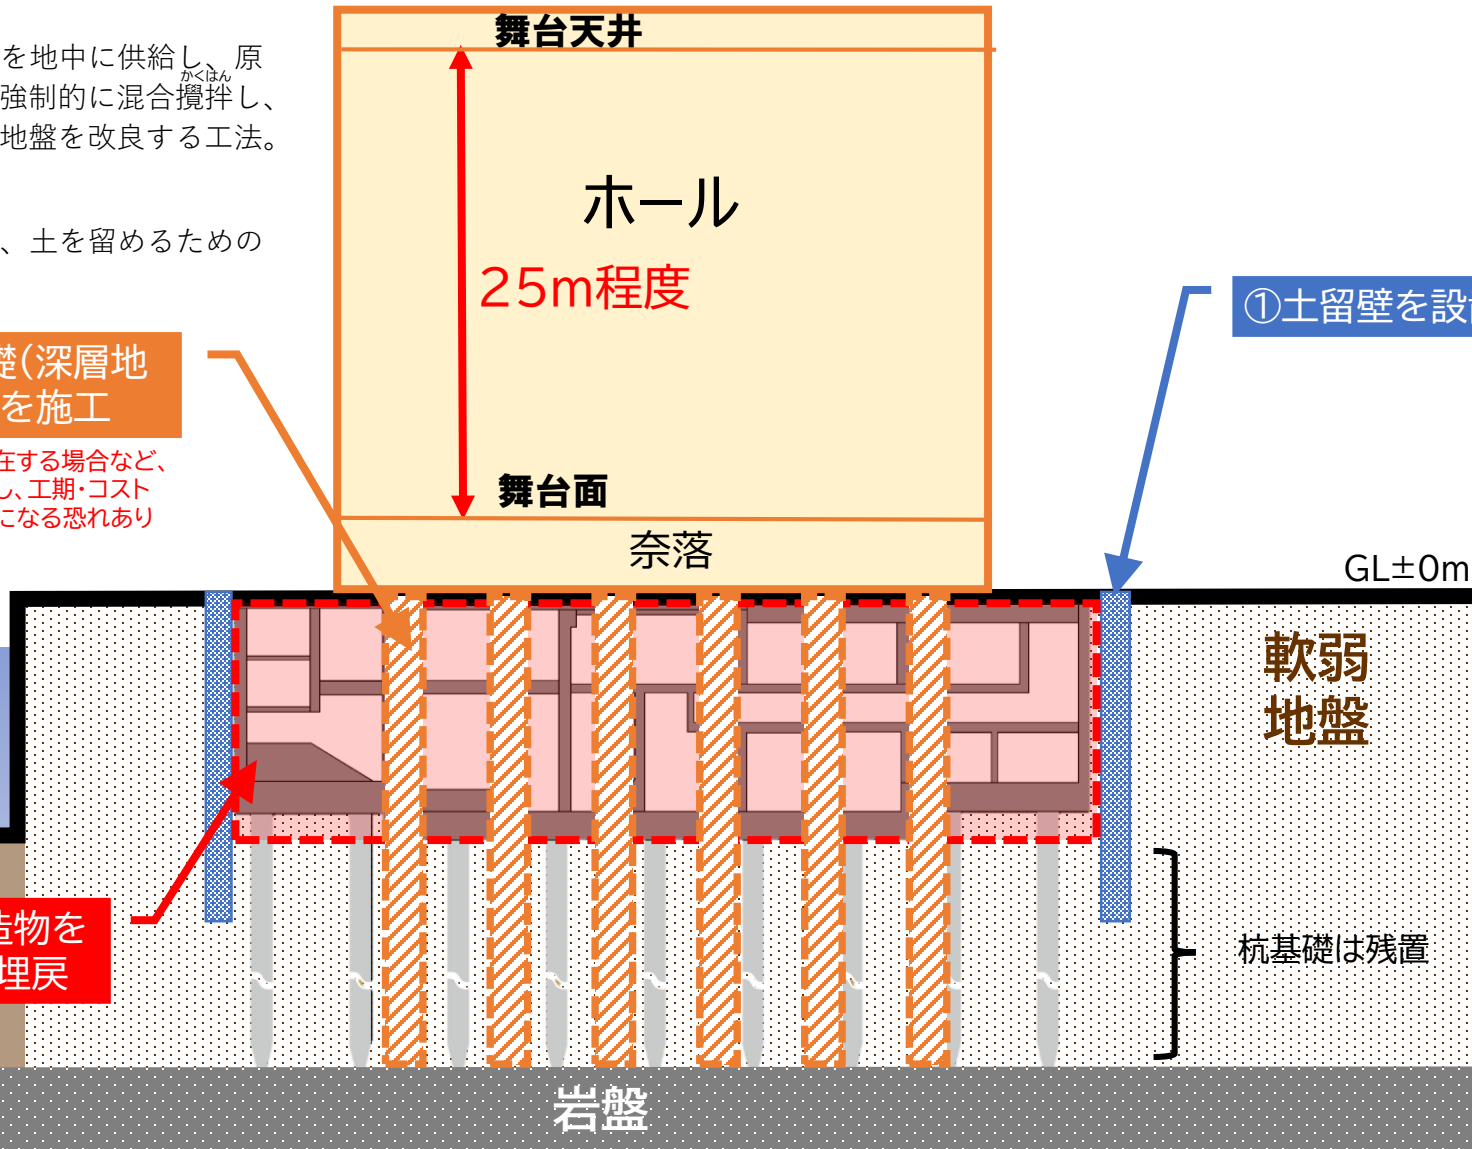 舞台天井
を地中に供給し、原
かくはん
強制的に混合攪拌し、
地盤を改良する工法。
ホール
、土を留めるための
25m程度
①土留壁を設
礎(深層地
を施工
在する場合など、
し、工期・コスト
になる恐れあり
舞台面
奈落
GL±0m
軟弱
地盤
造物を
埋戻
杭基礎は残置
岩盤